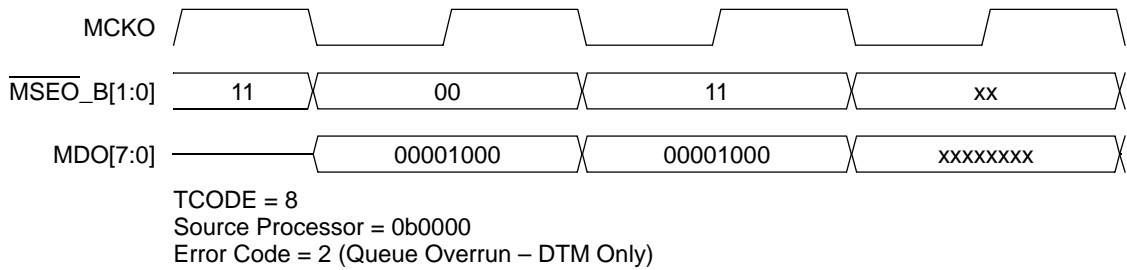 MCKO
MSEO_B[1:0] 11 00 11 xx
MDO[7:0] 00001000 00001000 xxxxxxxx
TCODE = 8
Source Processor = 0b0000
Error Code = 2 (Queue Overrun – DTM Only)